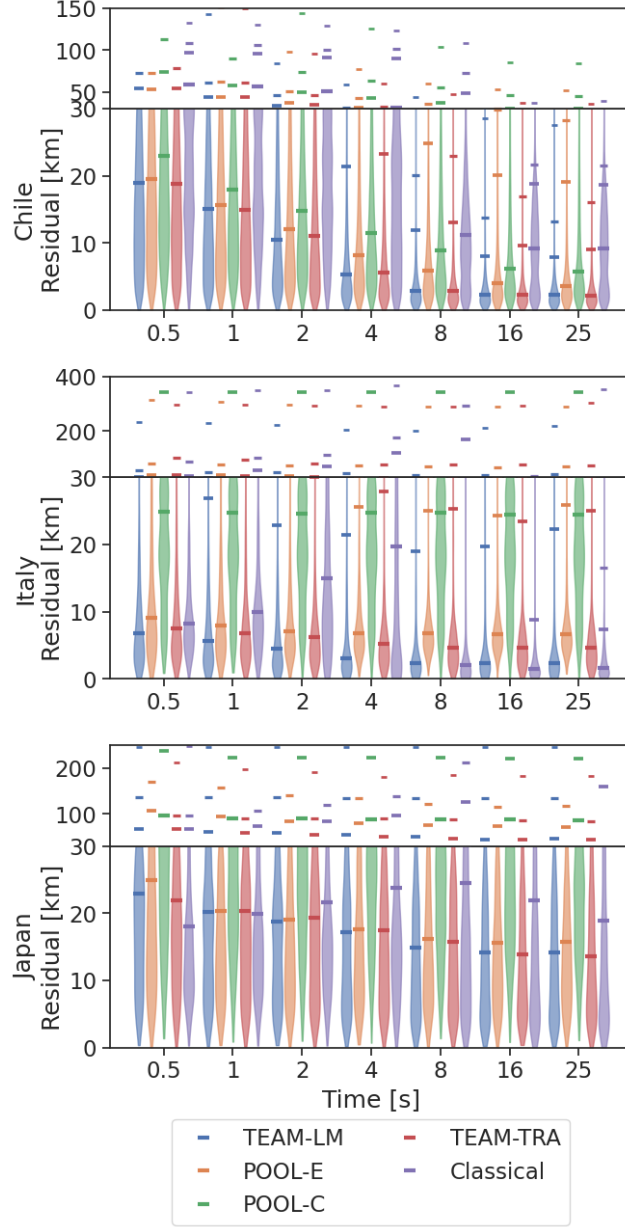 150
100
50
30
20
10
0
Chile
Residual [km]
0.5 1 2 4 8 16 25
400
200
30
20
10
0
Italy
Residual [km]
0.5 1 2 4 8 16 25
200
100
30
20
10
0
Japan
Residual [km]
0.5 1 2 4 8 16 25
Time [s]
TEAM-LM TEAM-TRA
POOL-E Classical
POOL-C